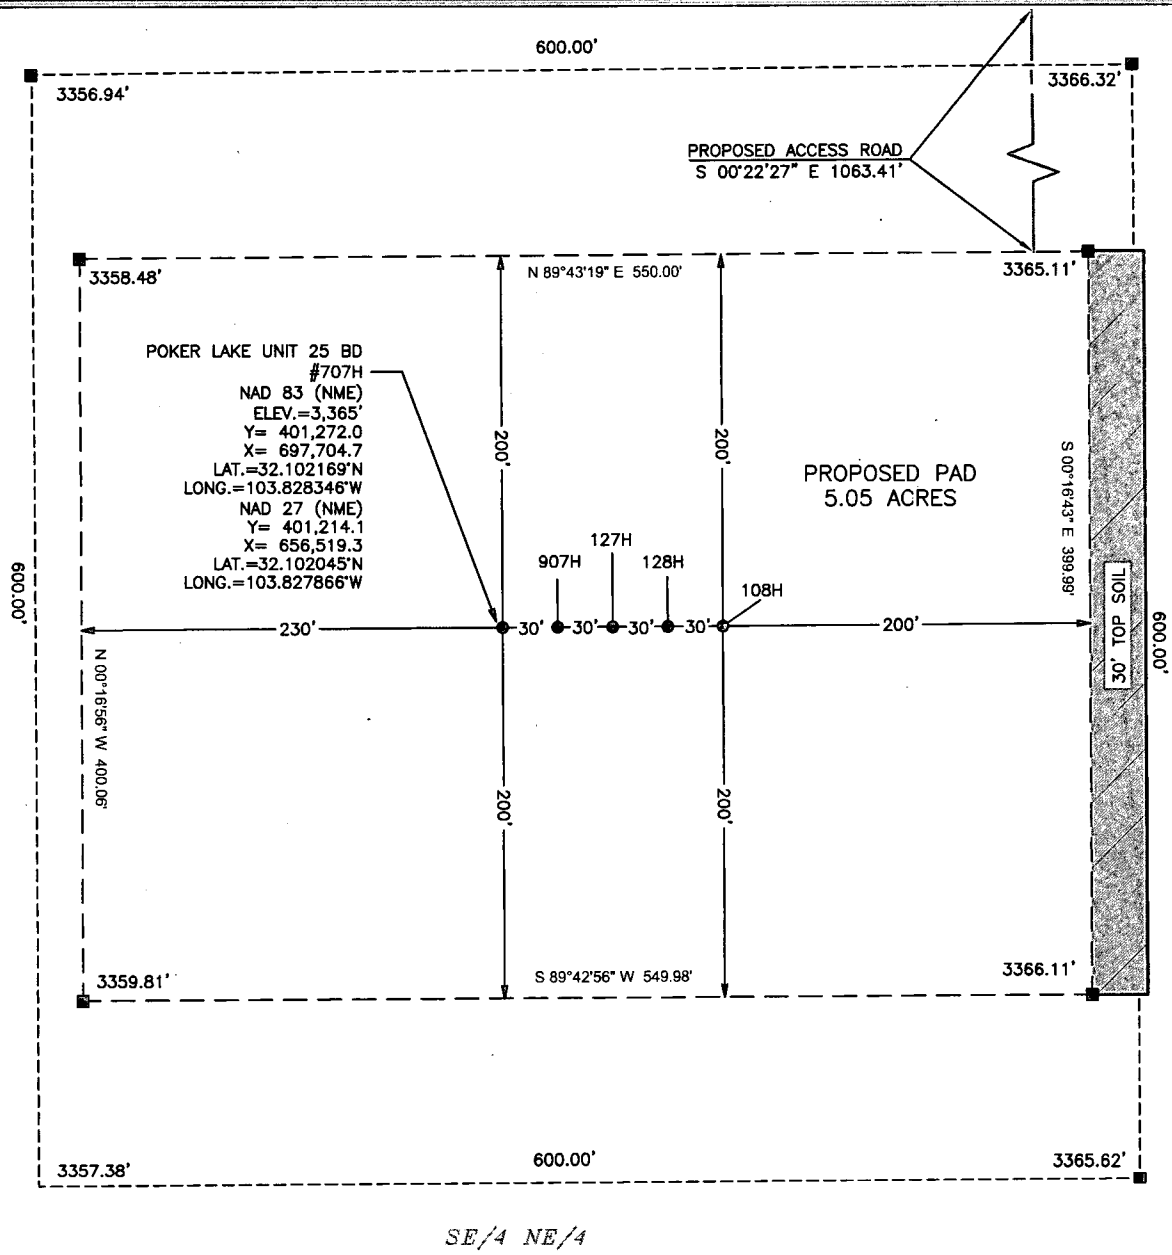 600.00'
3356.94'
3366.32'
PROPOSED ACCESS ROAD
S 00°22'27" E 1063.41'
3358.48'
N 89°43'19" E 550.00'
3365.11'
POKER LAKE UNIT 25 BD
#707H
NAD 83 (NME)
ELEV.=3,365'
Y= 401,272.0
X= 697,704.7
LAT.=32.102169°N
LONG.=103.828346°W
NAD 27 (NME)
Y= 401,214.1
X= 656,519.3
LAT.=32.102045°N
LONG.=103.827866°W
200'
200'
PROPOSED PAD
5.05 ACRES
S 00°16'43" E 399.99'
127H
907H
128H
108H
600.00'
30' TOP SOIL
600.00'
230'
30'
30'
30'
30'
200'
N 00°16'56" W 400.06'
200'
200'
3359.81'
S 89°42'56" W 549.98'
3366.11'
3357.38'
600.00'
3365.62'
SE/4 NE/4